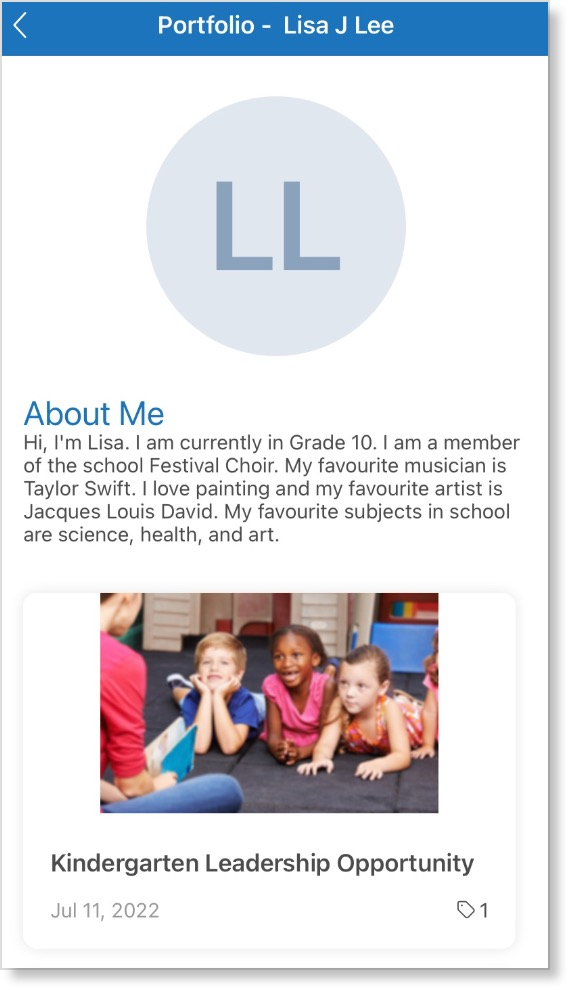 Portfolio - Lisa J Lee
LL
About Me
Hi, I'm Lisa. I am currently in Grade 10. I am a member
of the school Festival Choir. My favourite musician is
Taylor Swift. I love painting and my favourite artist is
Jacques Louis David. My favourite subjects in school
are science, health, and art.
Kindergarten Leadership Opportunity
Jul 11, 2022
1